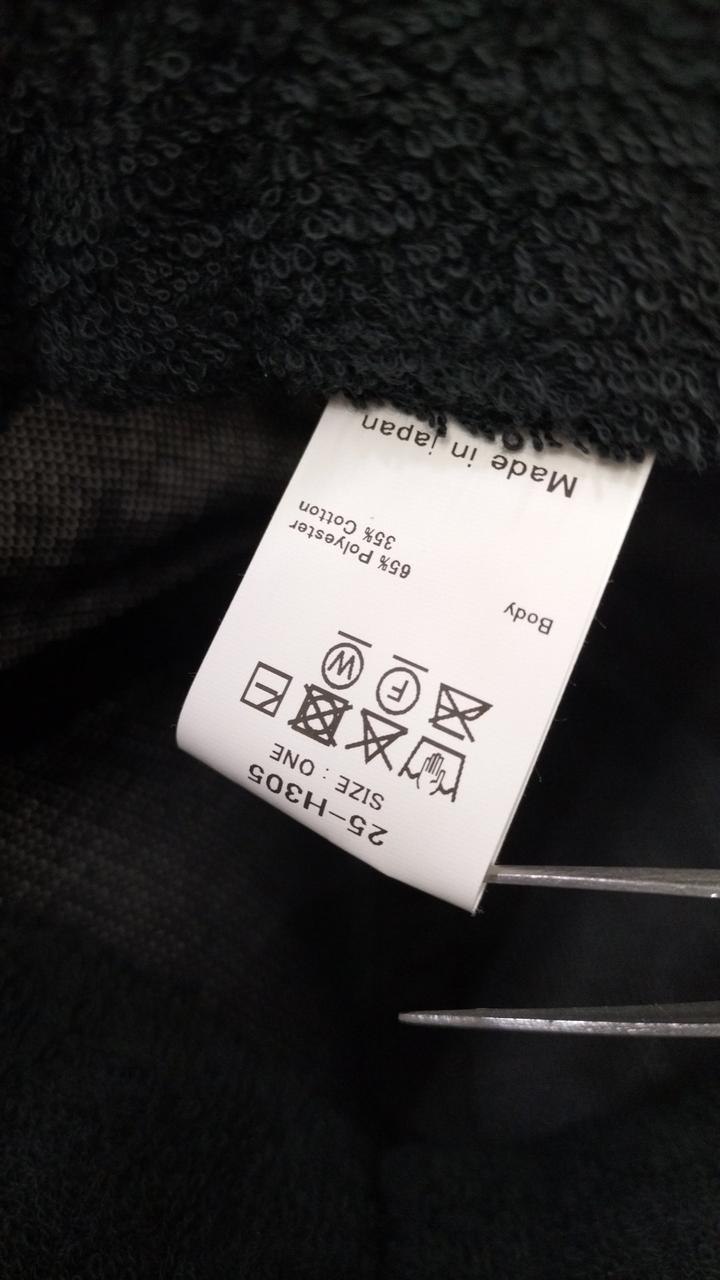 25-H305
SIZE : ONE
F
W
Body
65% Polyester
35% Cotton
Made in japan